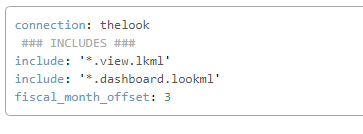 connection: thelook
### INCLUDES ###
include: '*.view.lkml'
include: '*.dashboard.lookml'
fiscal_month_offset: 3